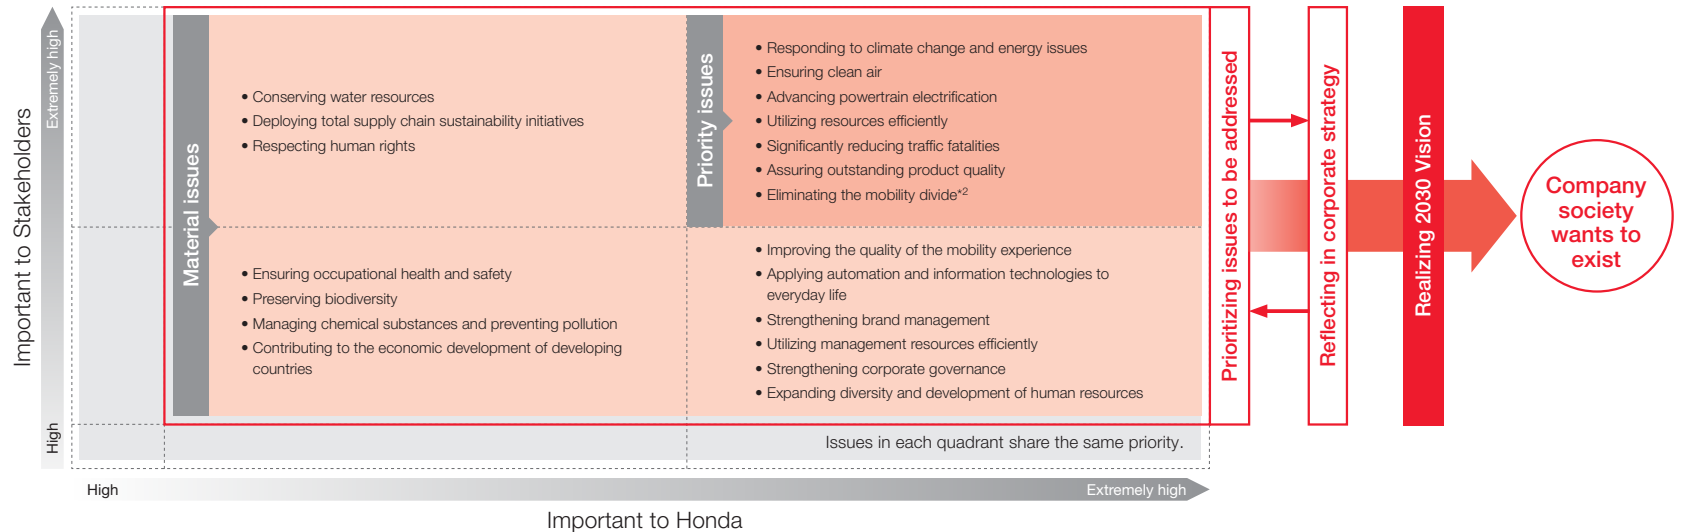 Important to Stakeholders
Extremely high
High
Material issues
• Conserving water resources
• Deploying total supply chain sustainability initiatives
• Respecting human rights
Priority issues
• Responding to climate change and energy issues
• Ensuring clean air
• Advancing powertrain electrification
• Utilizing resources efficiently
• Significantly reducing traffic fatalities
• Assuring outstanding product quality
• Eliminating the mobility divide*2
• Ensuring occupational health and safety
• Preserving biodiversity
• Managing chemical substances and preventing pollution
• Contributing to the economic development of developing
countries
• Improving the quality of the mobility experience
• Applying automation and information technologies to
everyday life
• Strengthening brand management
• Utilizing management resources efficiently
• Strengthening corporate governance
• Expanding diversity and development of human resources
Issues in each quadrant share the same priority.
High
Extremely high
Important to Honda
Prioritizing issues to be addressed
Reflecting in corporate strategy
Realizing 2030 Vision
Company
society
wants to
exist